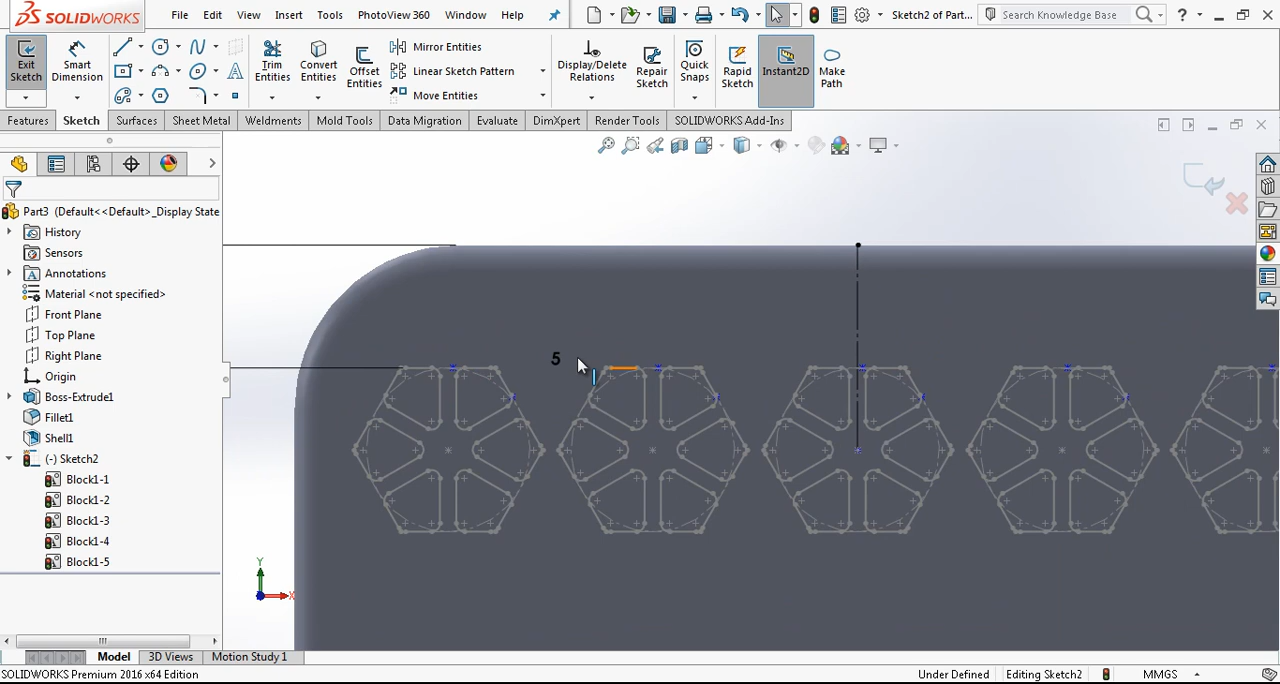 SOLIDWORKS File Edit View Insert Tools PhotoView 360 Window Help Sketch2 of Part... Search Knowledge Base ?
Exit Sketch
Smart Dimension
Trim Entities
Convert Entities
Offset Entities
Mirror Entities
Linear Sketch Pattern
Move Entities
Display/Delete Relations
Repair Sketch
Quick Snaps
Rapid Sketch
Instant2D
Make Path
Features Sketch Surfaces Sheet Metal Weldments Mold Tools Data Migration Evaluate DimXpert Render Tools SOLIDWORKS Add-Ins
Part3 (Default<<Default>_Display State
History
Sensors
Annotations
Material <not specified>
Front Plane
Top Plane
Right Plane
Origin
Boss-Extrude1
Fillet1
Shell1
(-) Sketch2
Block1-1
Block1-2
Block1-3
Block1-4
Block1-5
5
Y
X
Model 3D Views Motion Study 1
SOLIDWORKS Premium 2016 x64 Edition Under Defined Editing Sketch2 MMGS